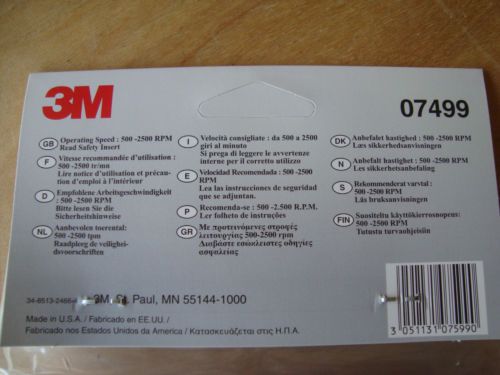 3M
07499
GB Operating Speed : 500 -2500 RPM
Read Safety Insert
F Vitesse recommandée d'utilisation :
500 -2500 tr/mn
Lire notice d'utilisation et précau-
tion d'emploi à l'intérieur
D Empfohlene Arbeitsgeschwindigkeit
: 500 -2500 RPM
Bitte lesen Sie die
Sicherheitshinweise
NL Aanbevolen toerental:
500 -2500 tpm
Raadpleeg de veilighei-
dsvoorschriften
I Velocità consigliate : da 500 a 2500
giri al minuto
Si prega di leggere le avvertenze
interne per il corretto utilizzo
E Velocidad Recomendada : 500 -2500
RPM
Lea las instrucciones de seguridad
que se adjuntan.
P Recomenda-se : 500 -2.500 R.P.M.
Ler folheto de instruções
GR Με προτεινόμενες στροφές
λειτουργίας 500-2500 rpm
Διαβάστε εσώκλειστες οδηγίες
ασφαλείας.
DK Anbefalet hastighed : 500 -2500 RPM
Læs sikkerhedsanvisningen
N Anbefalt hastighet : 500 -2500 RPM
Læs sikkerhetsanbefaling
S Rekommenderat varvtal :
500 -2500 RPM
Läs bruksanvisningen
FIN Suositeltu käyttökierrosnopeus:
500 -2500 RPM
Tutustu turvaohjeisiin
3M St. Paul, MN 55144-1000
Made in U.S.A. / Fabricado en EE.UU. /
Fabricado nos Estados Unidos da America / Κατασκευάζεται στις Η.Π.Α.
3 051131 075990